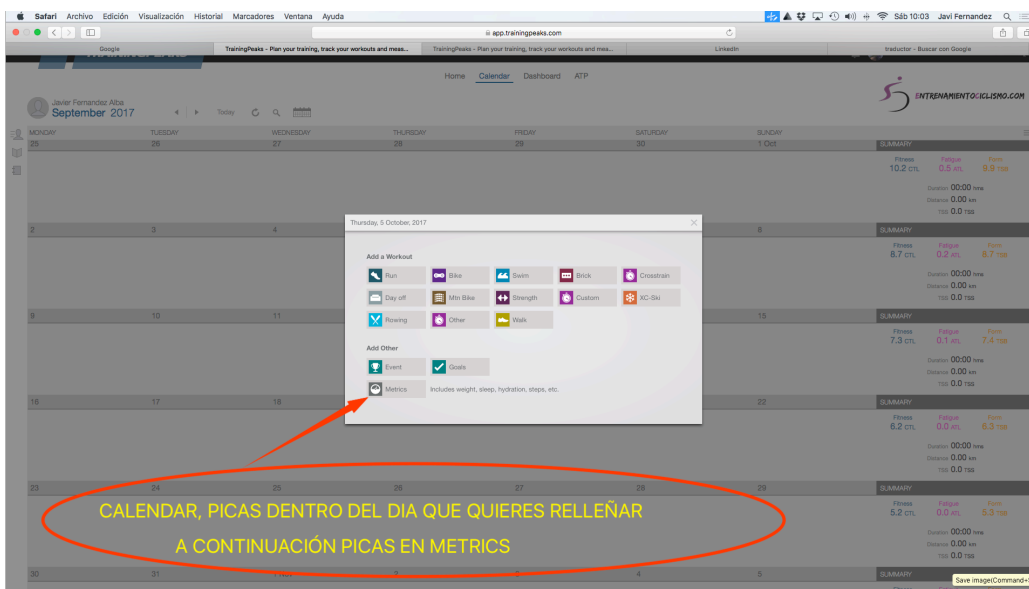 Safari Archivo Edición Visualización Historial Marcadores Ventana Ayuda
Sáb 10:03 Javi Fernandez
app.trainingpeaks.com
Google
TrainingPeaks - Plan your training, track your workouts and meas...
TrainingPeaks - Plan your training, track your workouts and mea...
LinkedIn
traductor - Buscar con Google
Home Calendar Dashboard ATP
ENTRENAMIENTOCICLISMO.COM
Javier Fernandez Alba
September 2017
Today
MONDAY TUESDAY WEDNESDAY THURSDAY FRIDAY SATURDAY SUNDAY
25 26 27 28 29 30 1 Oct SUMMARY
Fitness Fatigue Form
10.2 CTL 0.5 ATL 9.9 TSB
Duration 00:00 hms
Distance 0.00 km
TSS 0.0 TSS
Thursday, 5 October, 2017
2 3 4 8 SUMMARY
Fitness Fatigue Form
8.7 CTL 0.2 ATL 8.7 TSB
Duration 00:00 hms
Distance 0.00 km
TSS 0.0 TSS
Add a Workout
Run Bike Swim Brick Crosstrain
Day off Mtn Bike Strength Custom XC-Ski
Rowing Other Walk
9 10 11 15 SUMMARY
Fitness Fatigue Form
7.3 CTL 0.1 ATL 7.4 TSB
Duration 00:00 hms
Distance 0.00 km
TSS 0.0 TSS
Add Other
Event Goals
Metrics Includes weight, sleep, hydration, steps, etc.
16 17 18 22 SUMMARY
Fitness Fatigue Form
6.2 CTL 0.0 ATL 6.3 TSB
Duration 00:00 hms
Distance 0.00 km
TSS 0.0 TSS
23 24 25 26 27 28 29 SUMMARY
Fitness Fatigue Form
5.2 CTL 0.0 ATL 5.3 TSB
Duration 00:00 hms
Distance 0.00 km
TSS 0.0 TSS
CALENDAR, PICAS DENTRO DEL DIA QUE QUIERES RELLEÑAR
A CONTINUACIÓN PICAS EN METRICS
30 31 4 5 SUMMARY
Save image(Command+